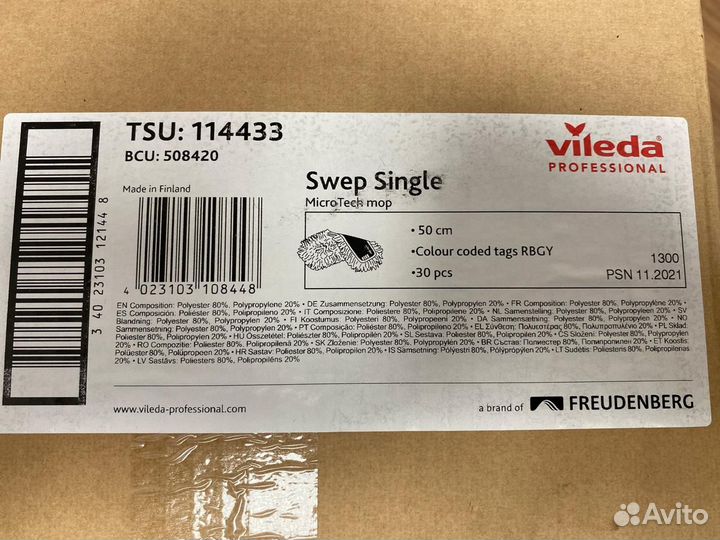 TSU: 114433
BCU: 508420
vileda
PROFESSIONAL
Made in Finland
Swep Single
MicroTech mop
• 50 cm
• Colour coded tags RBGY
• 30 pcs
1300
PSN 11.2021
3 40 23103 12144 8
4 023103 108448
EN Composition: Polyester 80%, Polypropylene 20% • DE Zusammensetzung: Polyester 80%, Polypropylen 20% • FR Composition: Polyester 80%, Polypropylène 20% •
ES Composición: Poliéster 80%, Polipropileno 20% • IT Composizione: Poliestere 80%, Polipropilene 20% • NL Samenstelling: Polyester 80%, Polypropyleen 20% • SV
Blandning: Polyester 80%, Polypropylen 20% • FI Koostumus: Polyesteri 80%, Polypropeeni 20% • DA Sammensætning: Polyester 80%, Polypropylen 20% • NO
Sammensetning: Polyester 80%, Polypropylen 20% • PT Composição: Poliéster 80%, Polipropileno 20% • EL Σύνθεση: Πολυεστέρας 80%, Πολυπροπυλένιο 20% • PL Skład:
Poliester 80%, Polipropylen 20% • HU Összetétel: Poliészter 80%, Polipropilén 20% • SL Sestava: Poliester 80%, Polipropilen 20% • CS Složení: Polyester 80%, Polypropylen
20% • RO Compozitie: Poliester 80%, Polipropilenă 20% • SK Zloženie: Polyester 80%, Polypropylén 20% • BR Състав: Полиестер 80%, Полипропилен 20% • ET Koostis:
Polüester 80%, Polüpropeen 20% • HR Sastav: Poliester 80%, Polipropilen 20% • IS Samsetning: Pólýestri 80%, Pólýprópýlen 20% • LT Sudėtis: Poliesteris 80%, Polipropilenas
20% • LV Sastāvs: Poliesters 80%, Polipropilēns 20%
www.vileda-professional.com
a brand of FREUDENBERG
Avito